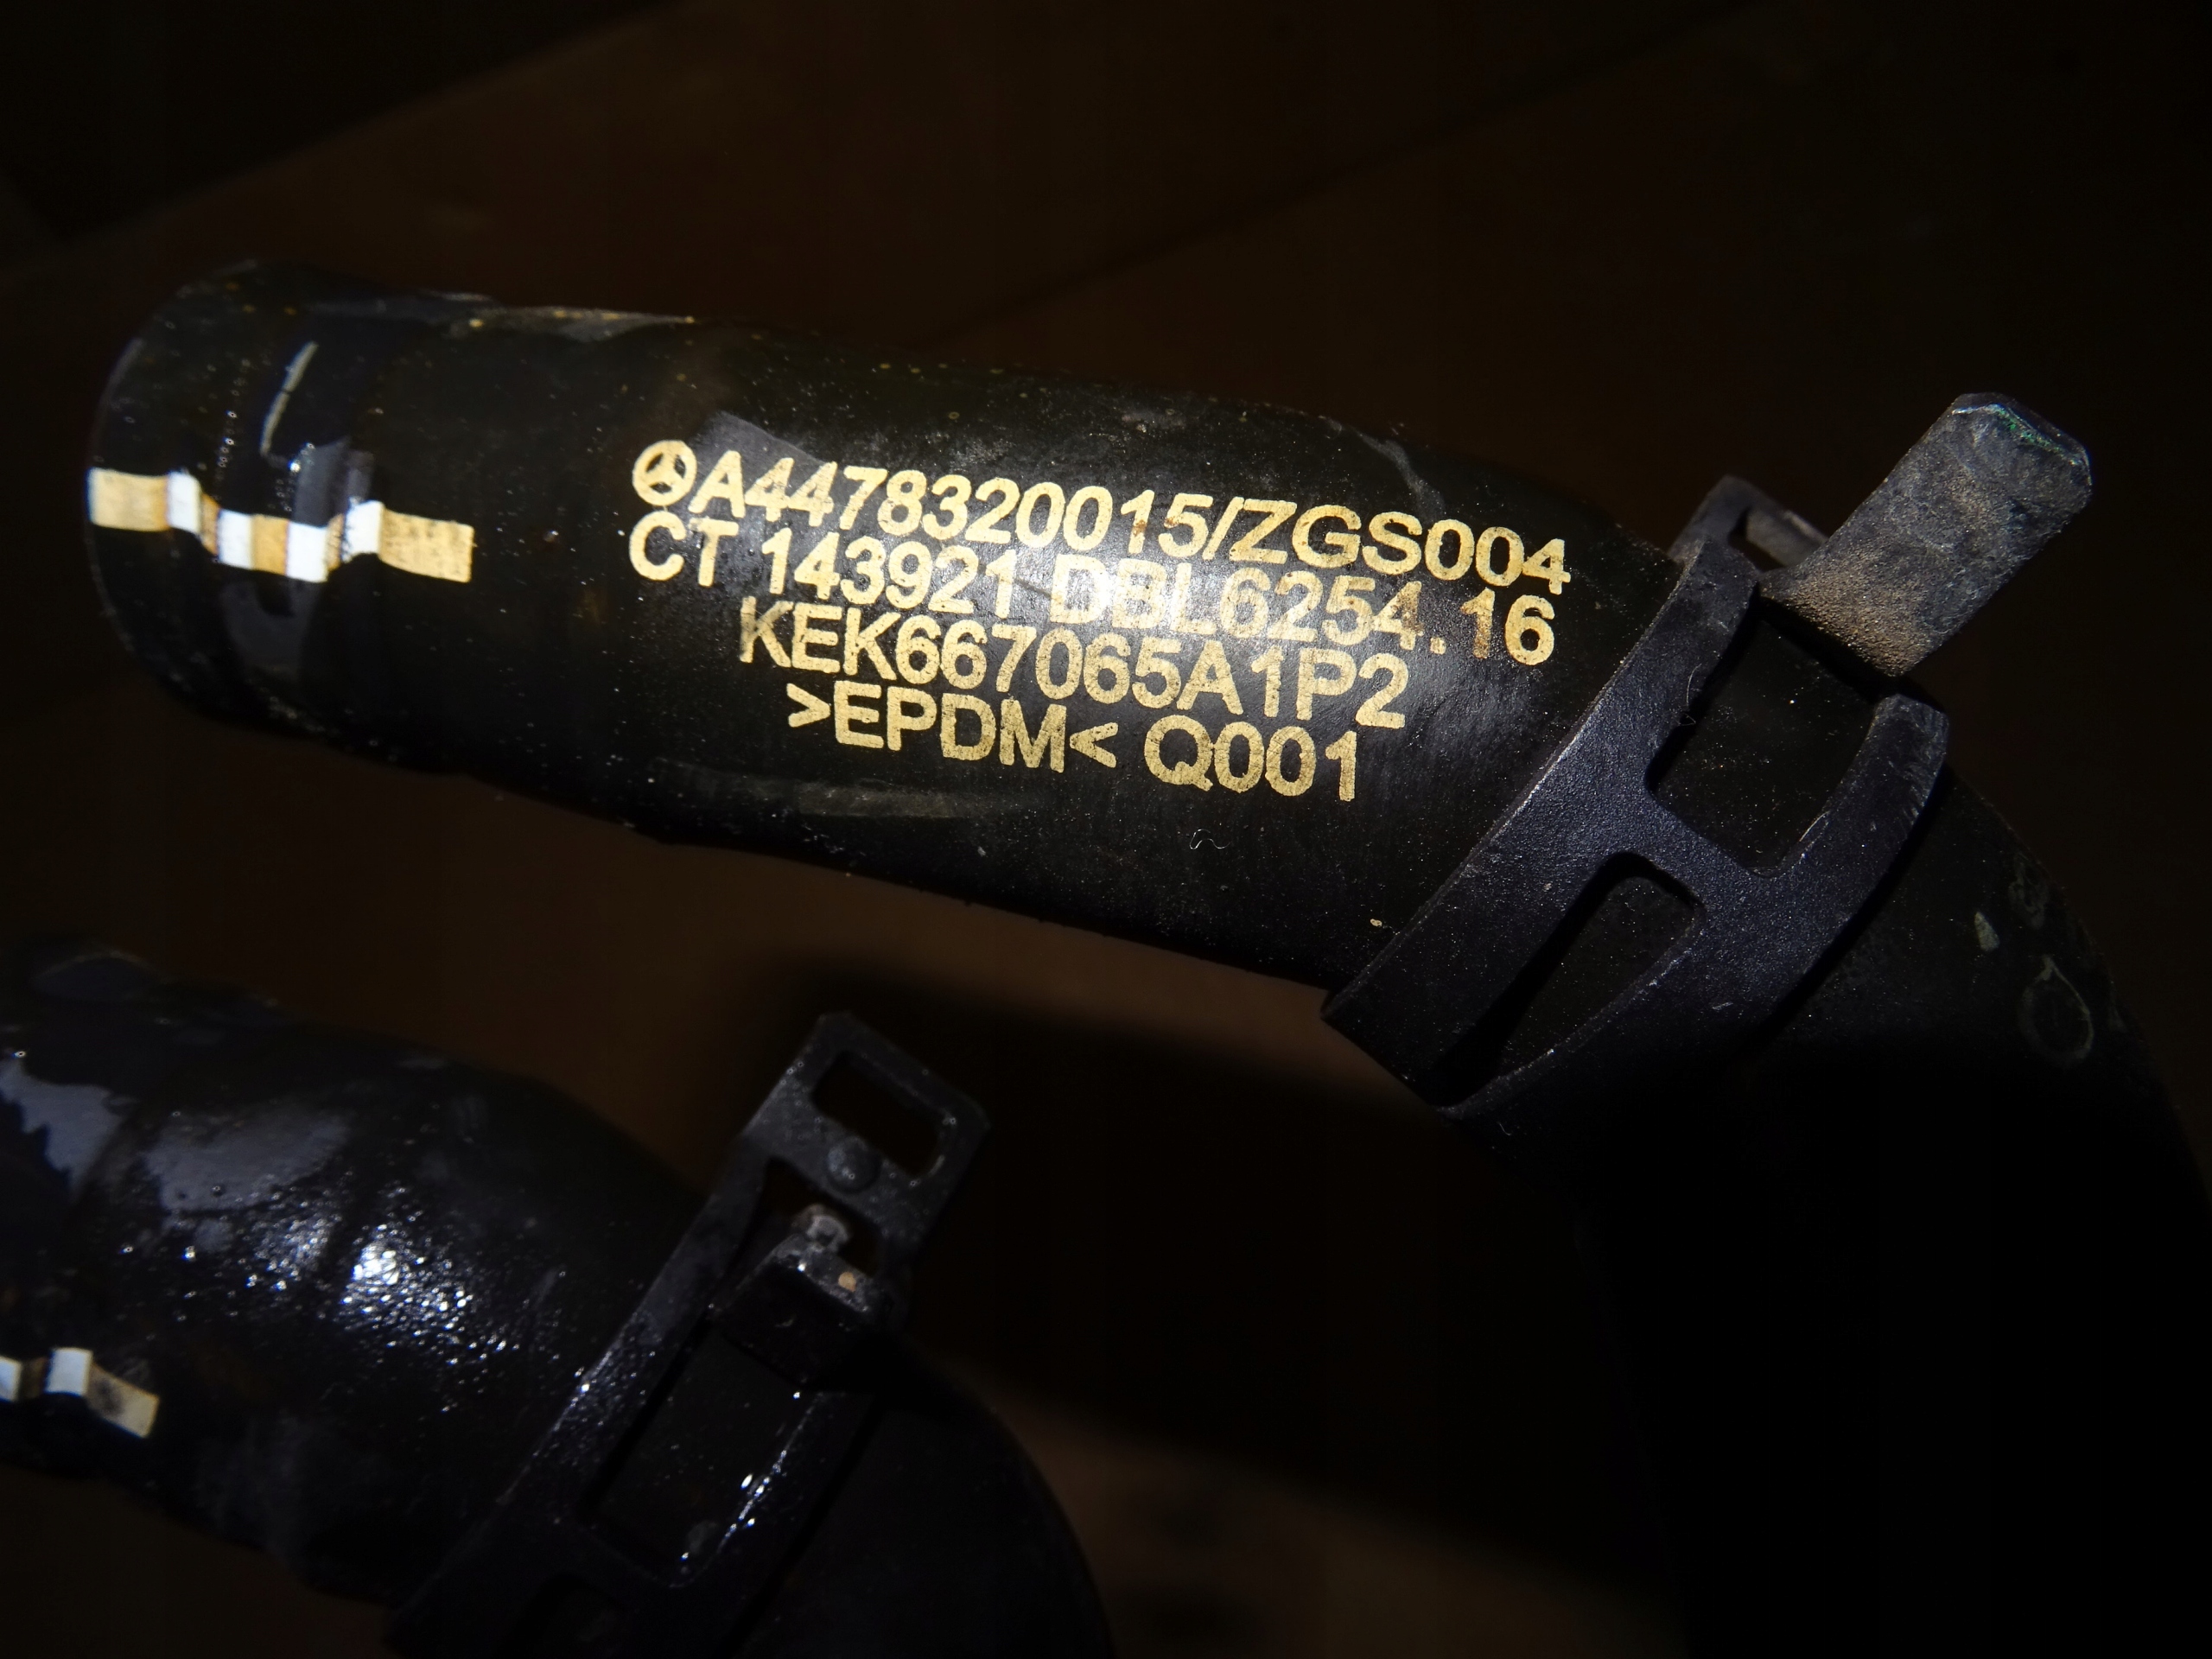 A4478320015/ZGS004
CT 143921 DBL6254.16
KEK667065A1P2
>EPDM< Q001